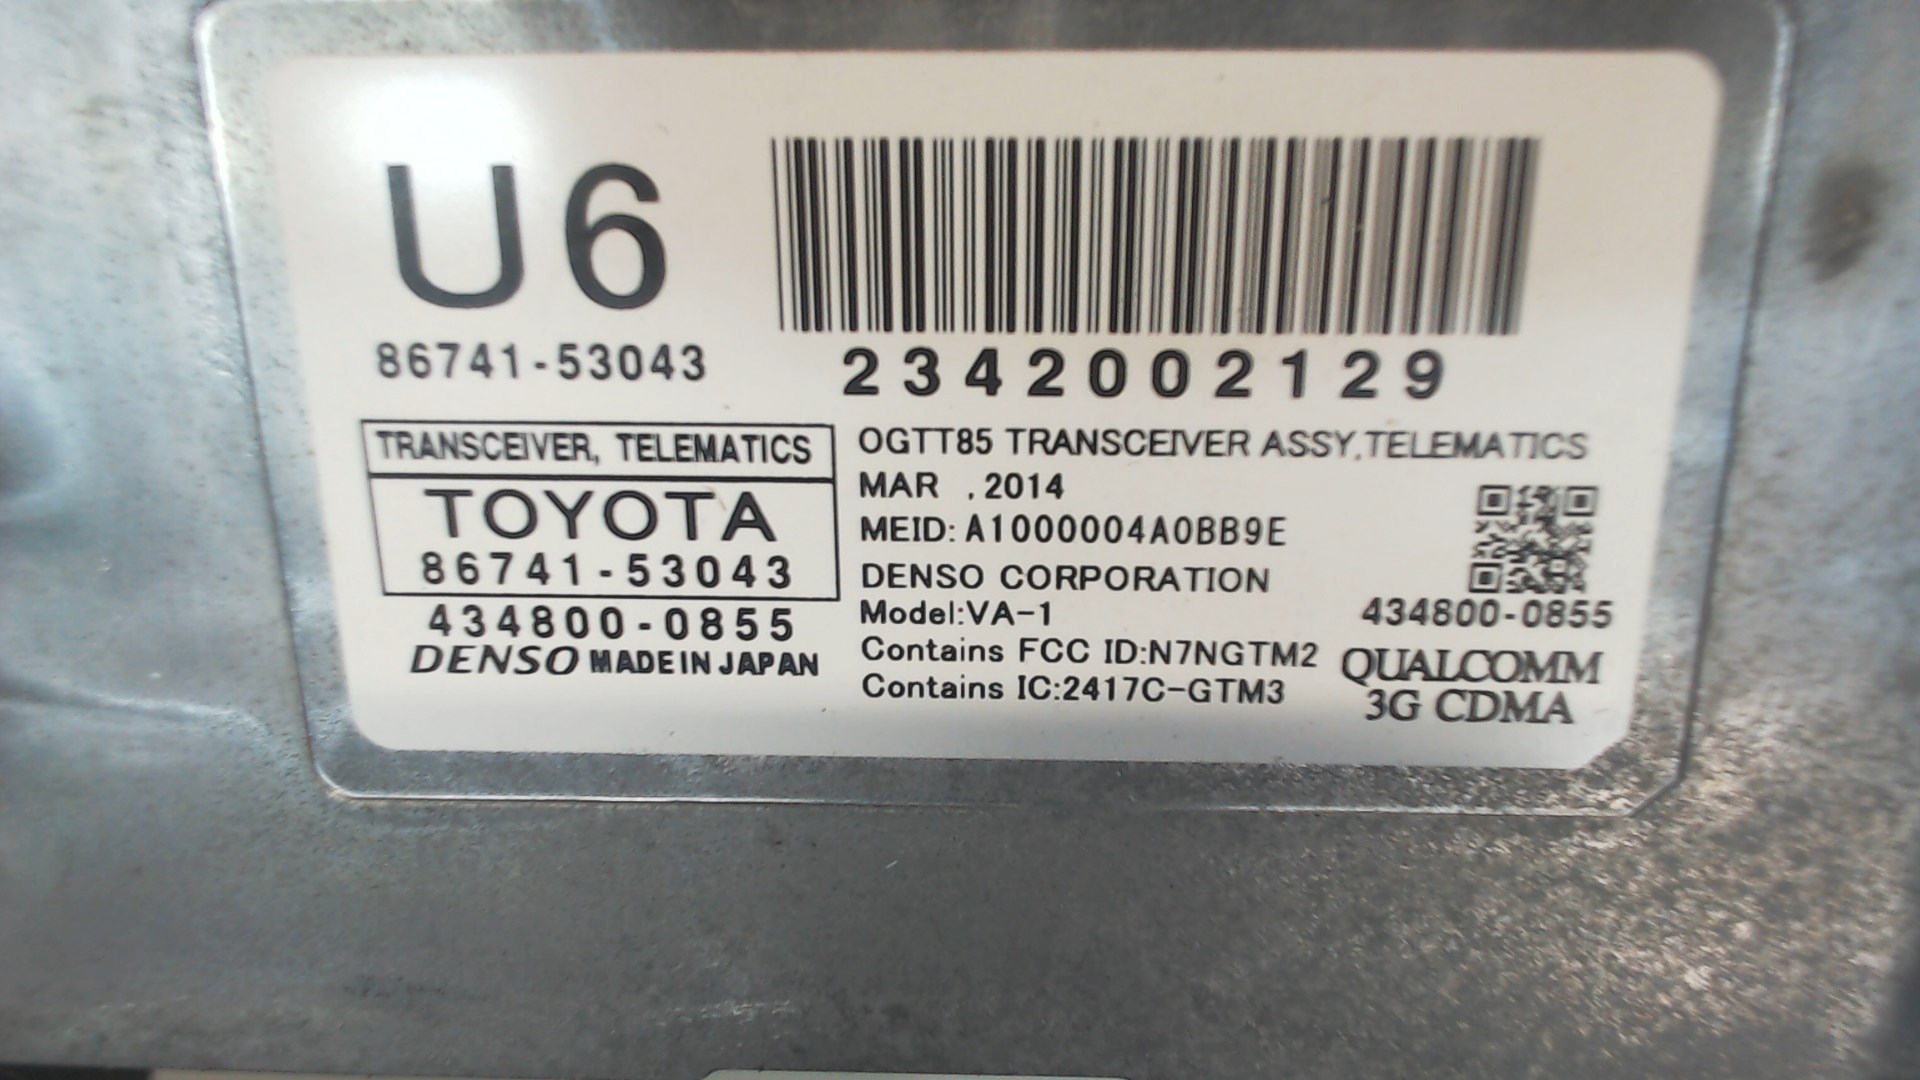 U6
86741-53043
2342002129
TRANSCEIVER, TELEMATICS
TOYOTA
86741-53043
434800-0855
DENSO MADE IN JAPAN
OGTT85 TRANSCEIVER ASSY,TELEMATICS
MAR .2014
MEID: A1000004A0BB9E
DENSO CORPORATION
Model:VA-1
Contains FCC ID:N7NGTM2
Contains IC:2417C-GTM3
434800-0855
QUALCOMM
3G CDMA